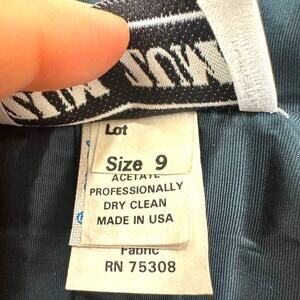 Lot
Size 9
ACETATE
PROFESSIONALLY
DRY CLEAN
MADE IN USA
Fabric
RN 75308